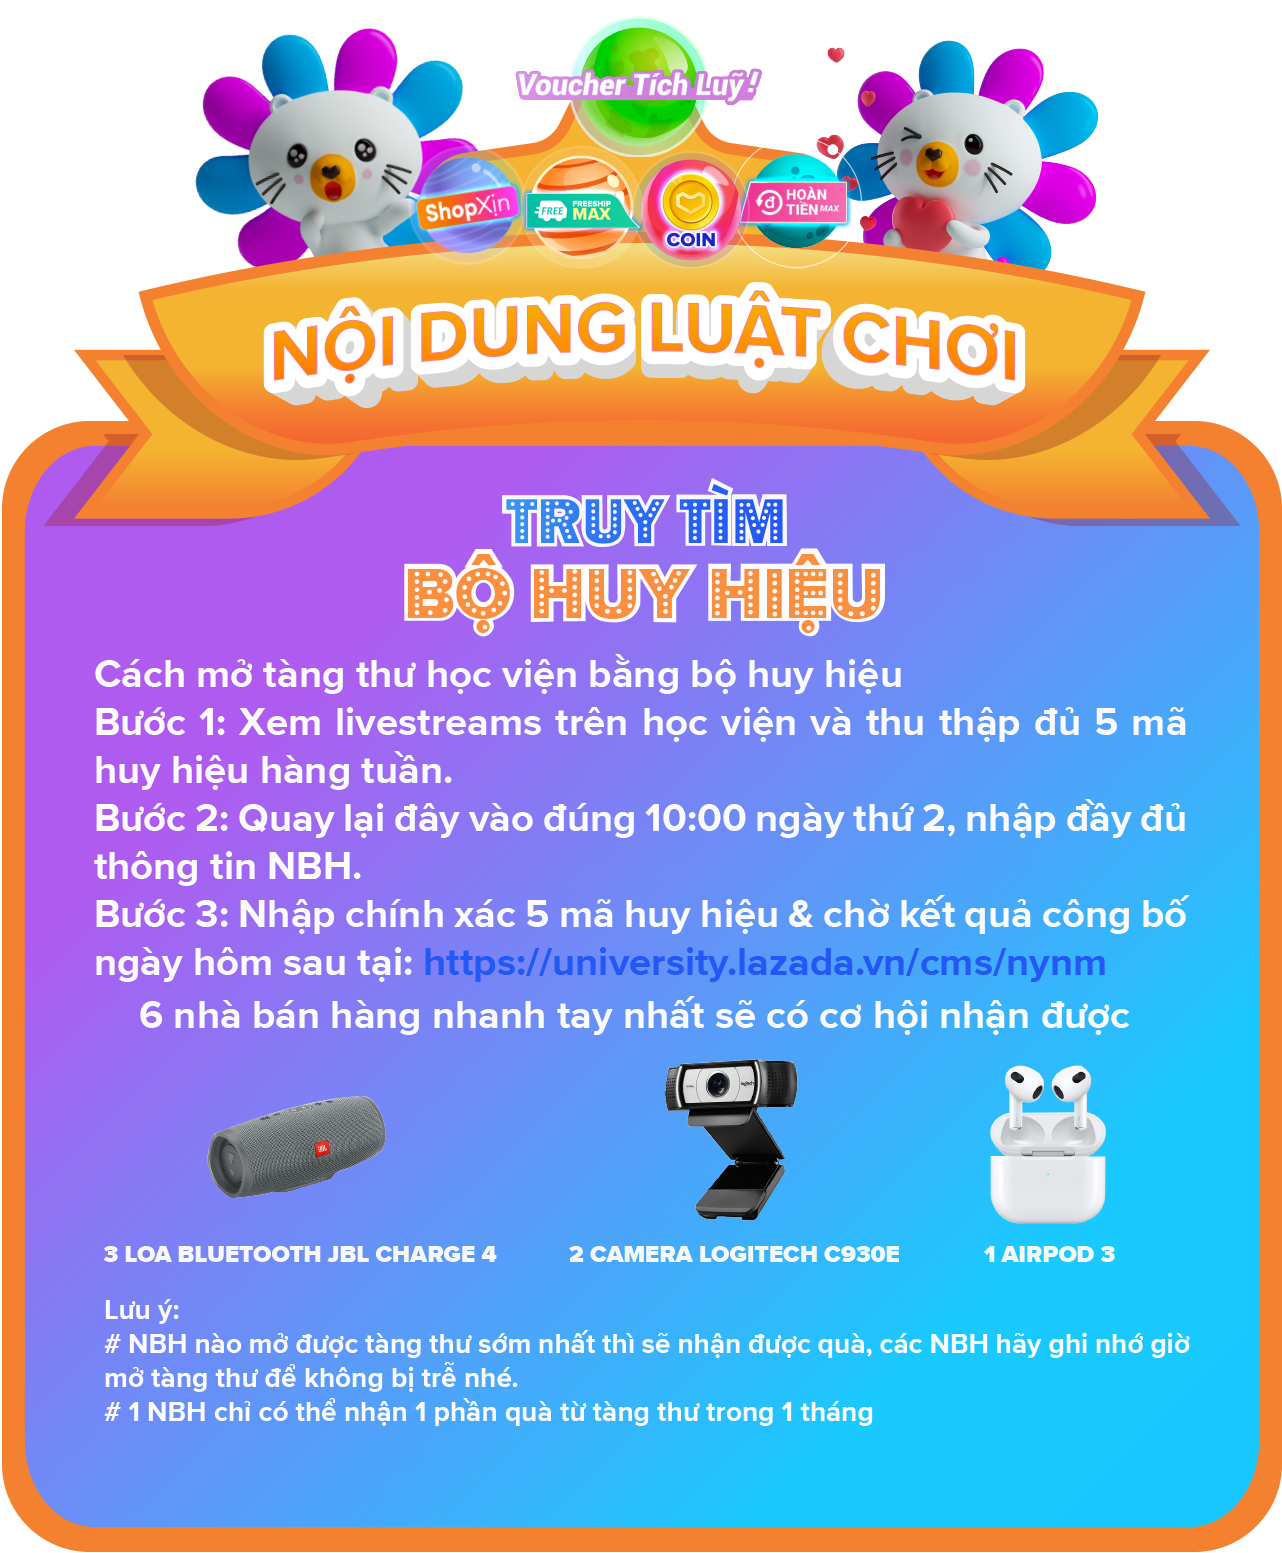 Voucher Tích Luỹ!
ShopXịn
FREE
FREESHIP
MAX
COIN
HOÀN
TIỀN MAX
NỘI DUNG LUẬT CHƠI
TRUY TÌM
BỘ HUY HIỆU
Cách mở tàng thư học viện bằng bộ huy hiệu
Bước 1: Xem livestreams trên học viện và thu thập đủ 5 mã
huy hiệu hàng tuần.
Bước 2: Quay lại đây vào đúng 10:00 ngày thứ 2, nhập đầy đủ
thông tin NBH.
Bước 3: Nhập chính xác 5 mã huy hiệu & chờ kết quả công bố
ngày hôm sau tại: https://university.lazada.vn/cms/nynm
6 nhà bán hàng nhanh tay nhất sẽ có cơ hội nhận được
logitech
JBL
3 LOA BLUETOOTH JBL CHARGE 4
2 CAMERA LOGITECH C930E
1 AIRPOD 3
Lưu ý:
# NBH nào mở được tàng thư sớm nhất thì sẽ nhận được quà, các NBH hãy ghi nhớ giờ
mở tàng thư để không bị trễ nhé.
# 1 NBH chỉ có thể nhận 1 phần quà từ tàng thư trong 1 tháng